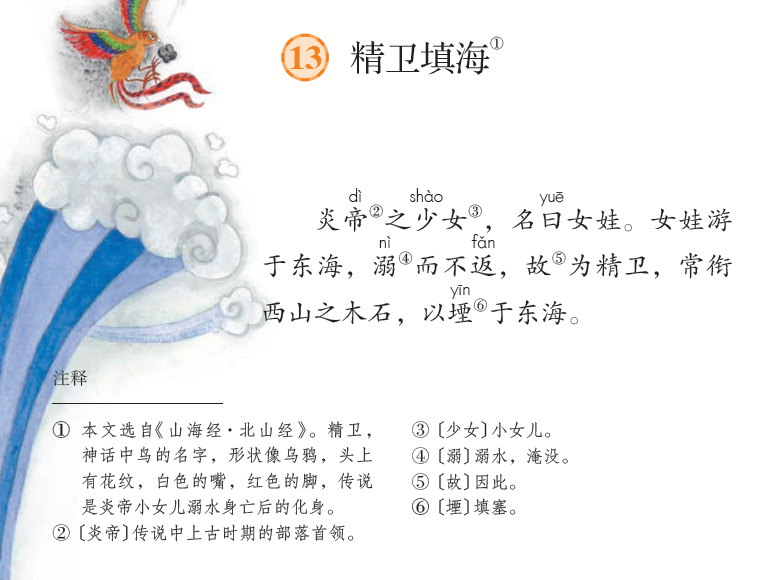 13 精卫填海①
dì shào yuē
炎帝②之少女③，名曰女娃。女娃游
nì fǎn
于东海，溺④而不返，故⑤为精卫，常衔
yīn
西山之木石，以堙⑥于东海。
注释
① 本文选自《山海经·北山经》。精卫，
神话中鸟的名字，形状像乌鸦，头上
有花纹，白色的嘴，红色的脚，传说
是炎帝小女儿溺水身亡后的化身。
② 〔炎帝〕传说中上古时期的部落首领。
③ 〔少女〕小女儿。
④ 〔溺〕溺水，淹没。
⑤ 〔故〕因此。
⑥ 〔堙〕填塞。